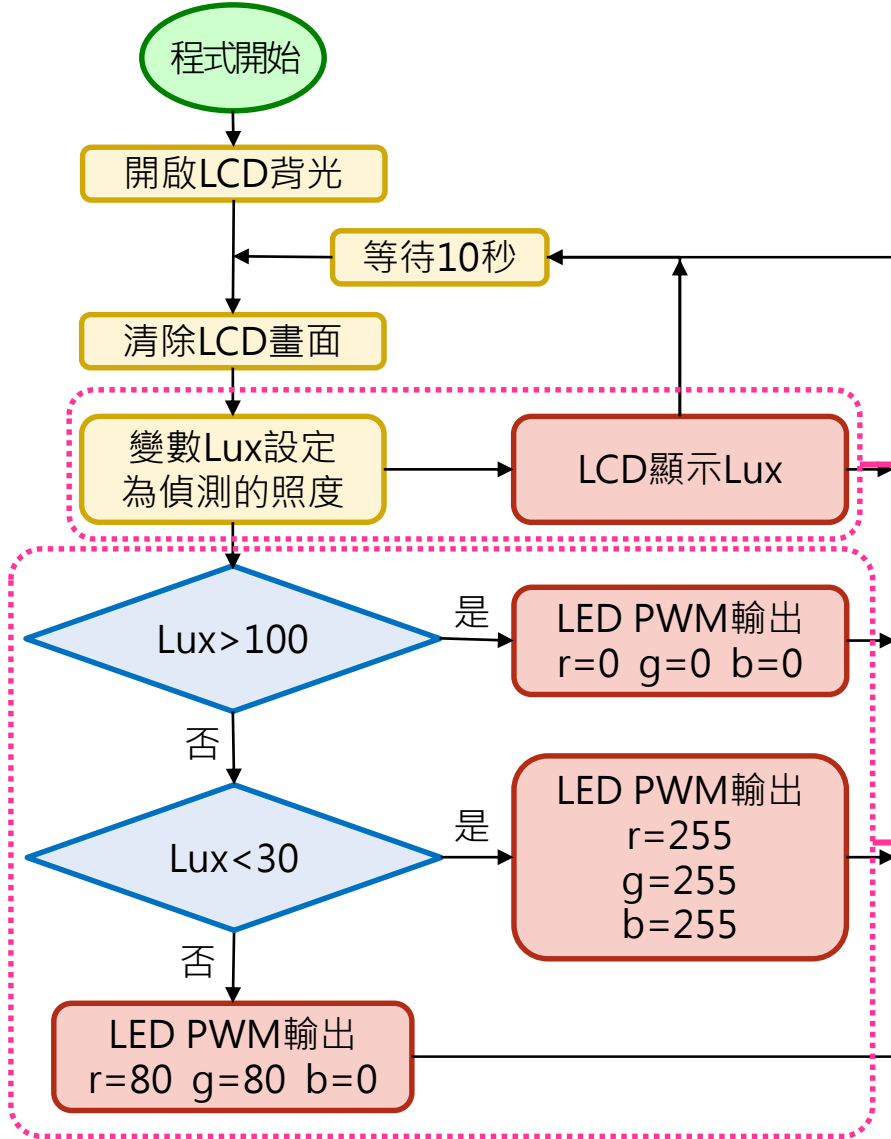 程式開始
開啟LCD背光
等待10秒
清除LCD畫面
變數Lux設定
為偵測的照度
LCD顯示Lux
Lux>100
是
LED PWM輸出
r=0 g=0 b=0
否
Lux<30
是
LED PWM輸出
r=255
g=255
b=255
否
LED PWM輸出
r=80 g=80 b=0